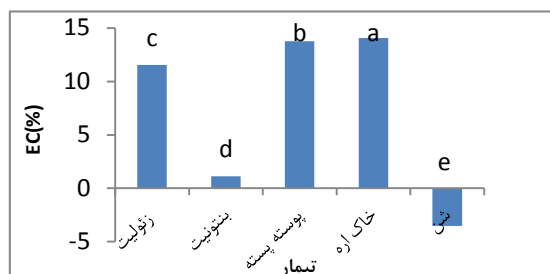 EC(%)
15
10
5
0
-5
c
d
b
a
e
زئولیت
بنتونیت
پوسته پسته
خاک اره
شن
تیمار